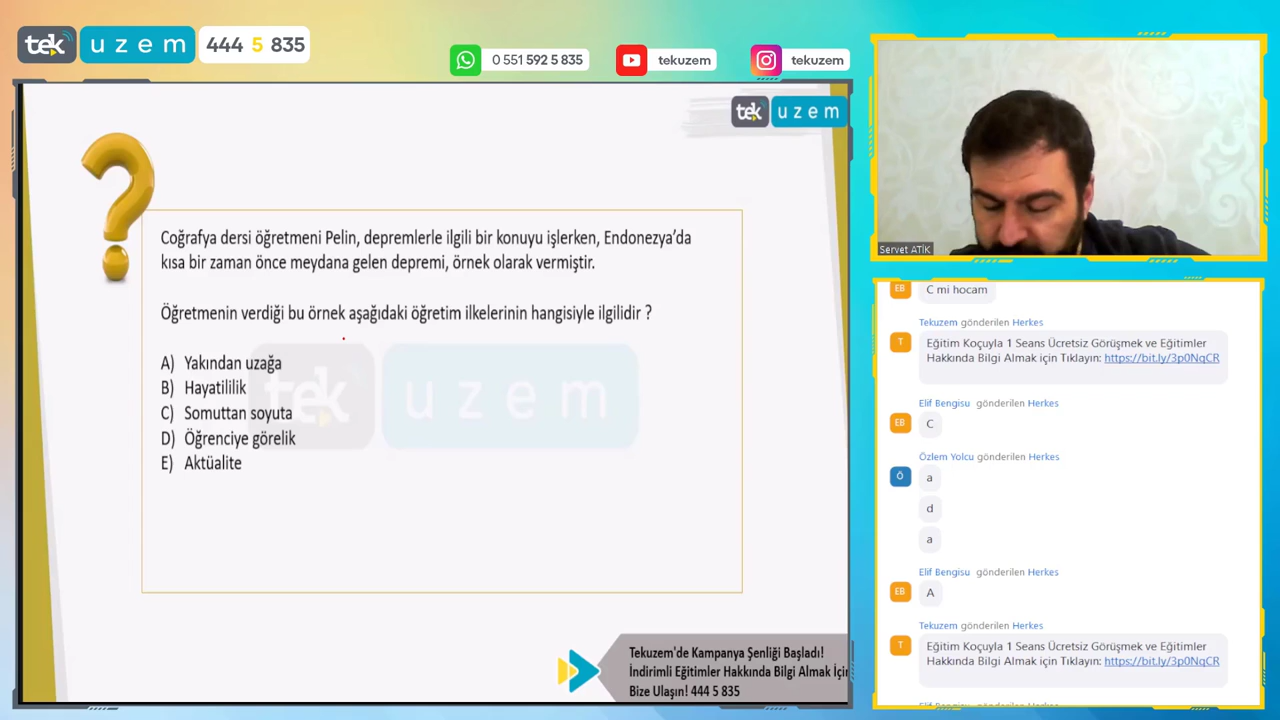 tek uzem 444 5 835
0 551 592 5 835
tekuzem
tekuzem
tek uzem
Coğrafya dersi öğretmeni Pelin, depremlerle ilgili bir konuyu işlerken, Endonezya’da
kısa bir zaman önce meydana gelen depremi, örnek olarak vermiştir.
Öğretmenin verdiği bu örnek aşağıdaki öğretim ilkelerinin hangisiyle ilgilidir ?
A) Yakından uzağa
B) Hayatililik
C) Somuttan soyuta
D) Öğrenciye görelik
E) Aktüalite
tek uzem
Tekuzem'de Kampanya Şenliği Başladı!
İndirimli Eğitimler Hakkında Bilgi Almak İçin
Bize Ulaşın! 444 5 835
Servet ATİK
EB C mi hocam
Tekuzem gönderilen Herkes
T Eğitim Koçuyla 1 Seans Ücretsiz Görüşmek ve Eğitimler
Hakkında Bilgi Almak için Tıklayın: https://bit.ly/3p0NqCR
Elif Bengisu gönderilen Herkes
EB C
Özlem Yolcu gönderilen Herkes
Ö a
d
a
Elif Bengisu gönderilen Herkes
EB A
Tekuzem gönderilen Herkes
T Eğitim Koçuyla 1 Seans Ücretsiz Görüşmek ve Eğitimler
Hakkında Bilgi Almak için Tıklayın: https://bit.ly/3p0NqCR